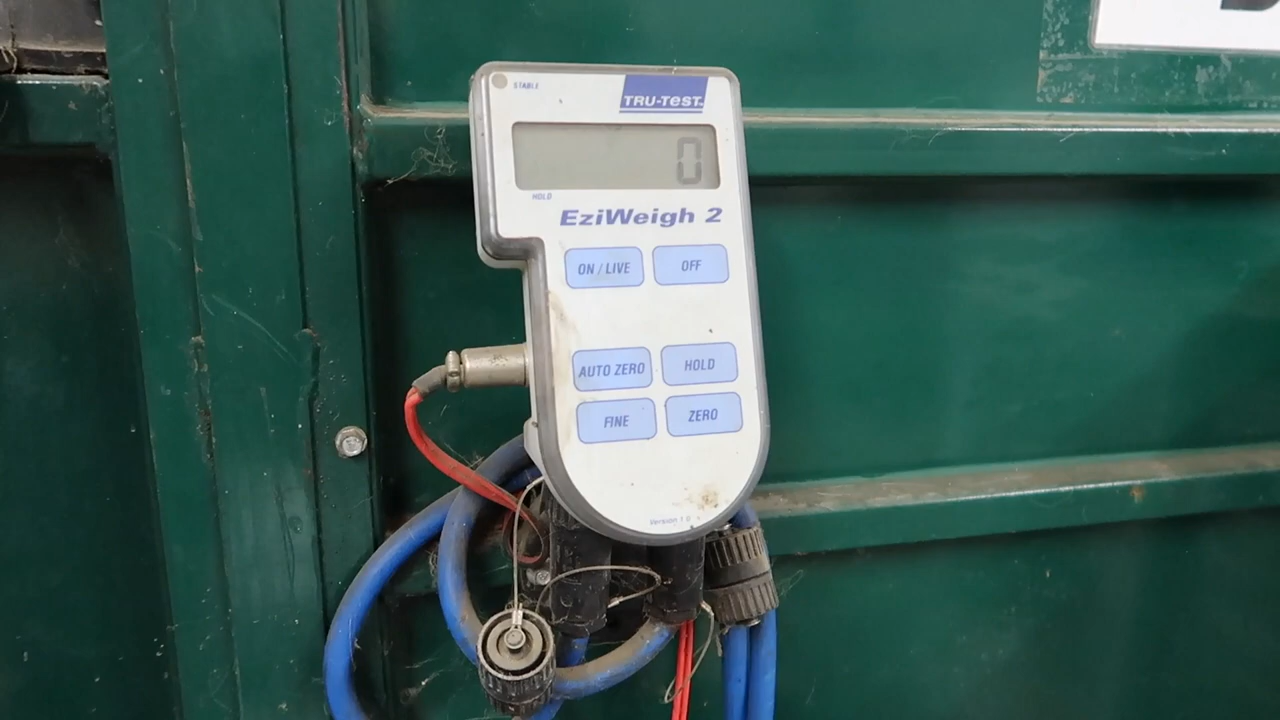 STABLE
TRU-TEST
0
HOLD
EziWeigh 2
ON / LIVE
OFF
AUTO ZERO
HOLD
FINE
ZERO
Version 1.0